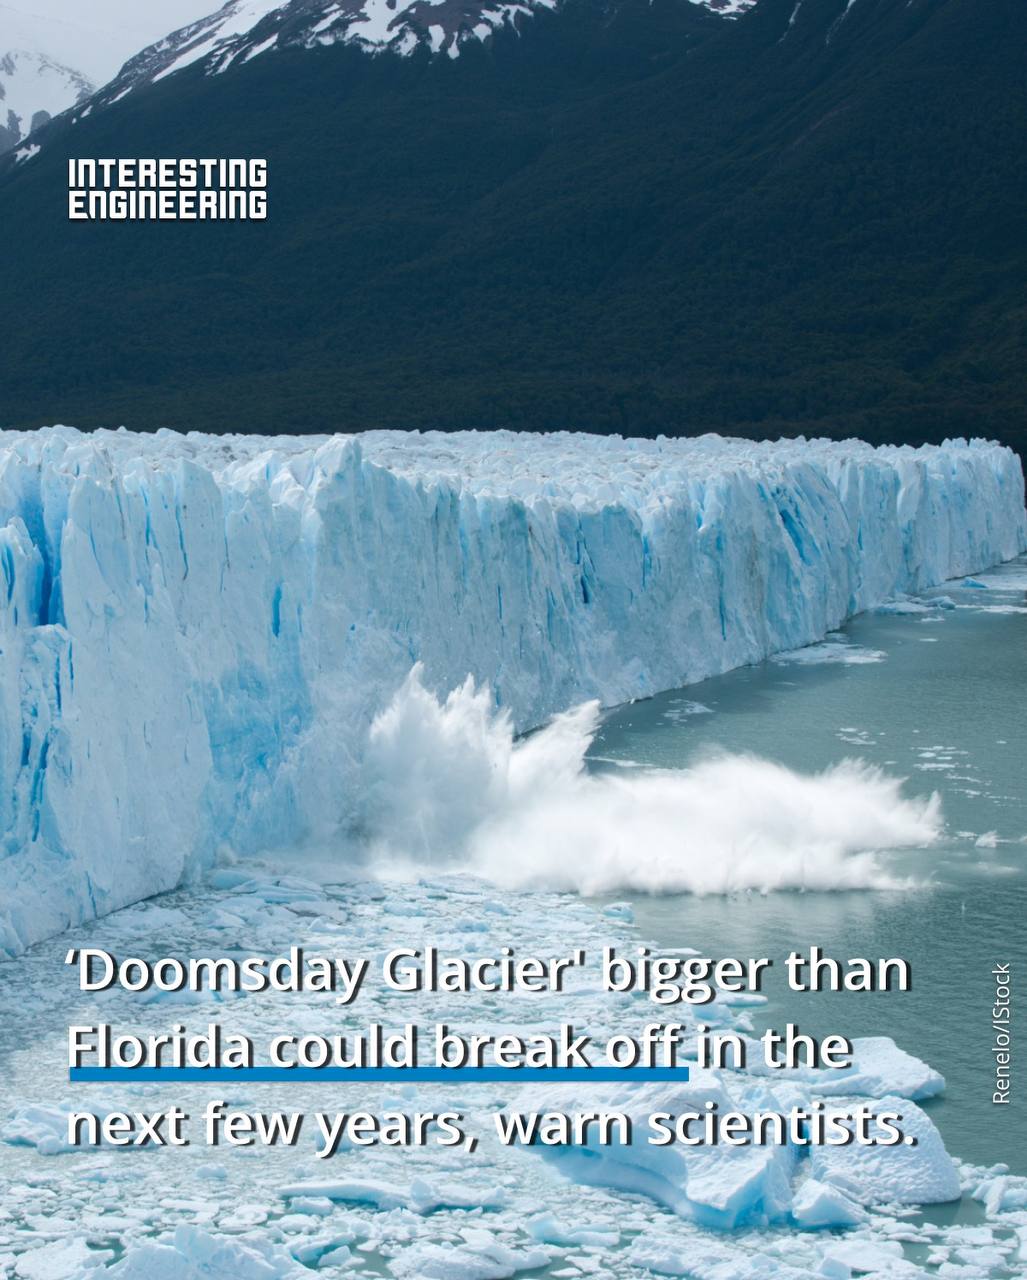 INTERESTING
ENGINEERING
‘Doomsday Glacier' bigger than
Florida could break off in the
next few years, warn scientists.
Renelo/IStock